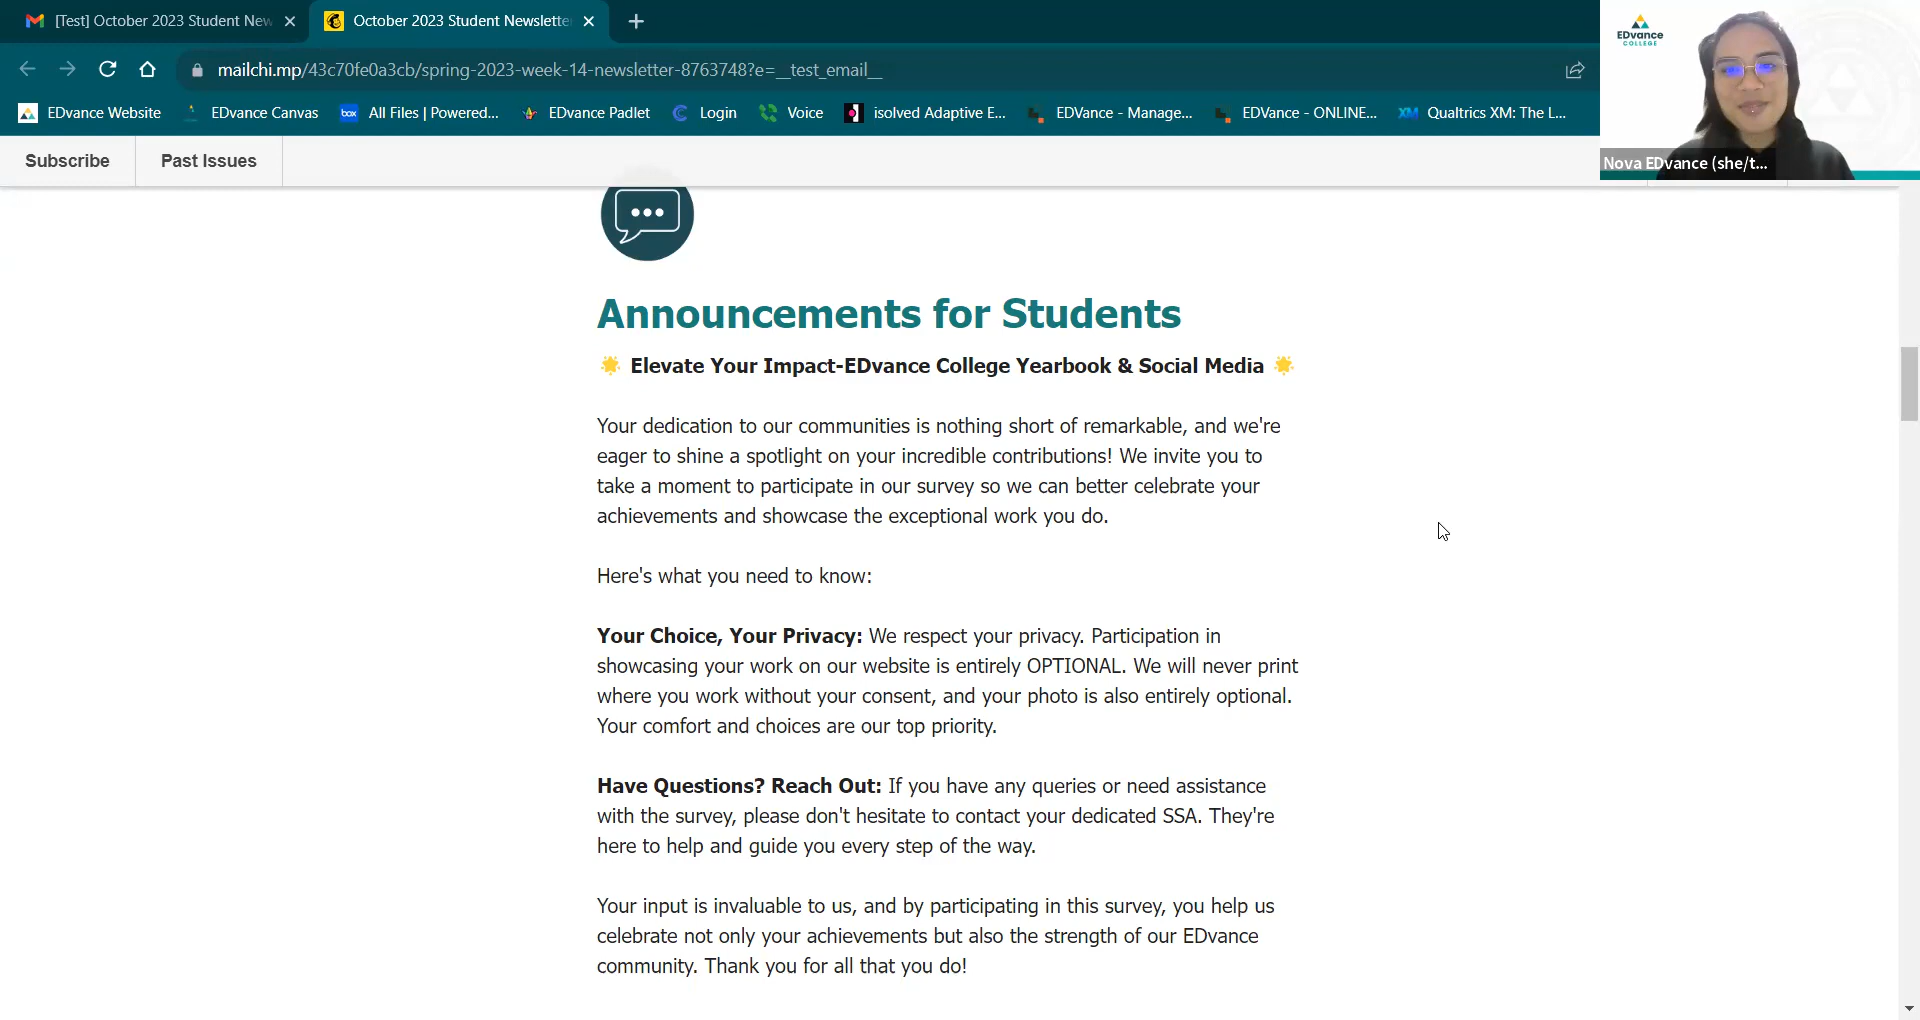 [Test] October 2023 Student New
October 2023 Student Newslette
mailchi.mp/43c70fe0a3cb/spring-2023-week-14-newsletter-8763748?e=__test_email__
EDvance Website
EDvance Canvas
box
All Files | Powered...
EDvance Padlet
Login
Voice
isolved Adaptive E...
EDVance - Manage...
EDVance - ONLINE...
XM
Qualtrics XM: The L...
EDvance
COLLEGE
Nova EDvance (she/t...
Subscribe
Past Issues
Announcements for Students
🌟 Elevate Your Impact-EDvance College Yearbook & Social Media 🌟
Your dedication to our communities is nothing short of remarkable, and we're
eager to shine a spotlight on your incredible contributions! We invite you to
take a moment to participate in our survey so we can better celebrate your
achievements and showcase the exceptional work you do.
Here's what you need to know:
Your Choice, Your Privacy: We respect your privacy. Participation in
showcasing your work on our website is entirely OPTIONAL. We will never print
where you work without your consent, and your photo is also entirely optional.
Your comfort and choices are our top priority.
Have Questions? Reach Out: If you have any queries or need assistance
with the survey, please don't hesitate to contact your dedicated SSA. They're
here to help and guide you every step of the way.
Your input is invaluable to us, and by participating in this survey, you help us
celebrate not only your achievements but also the strength of our EDvance
community. Thank you for all that you do!